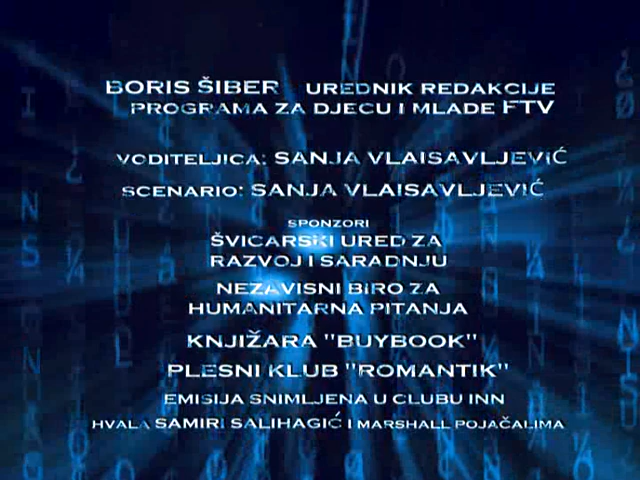 BORIS ŠIBER UREDNIK REDAKCIJE
PROGRAMA ZA DJECU I MLADE FTV
VODITELJICA: SANJA VLAISAVLJEVIĆ
SCENARIO: SANJA VLAISAVLJEVIĆ
SPONZORI
ŠVICARSKI URED ZA
RAZVOJ I SARADNJU
NEZAVISNI BIRO ZA
HUMANITARNA PITANJA
KNJIŽARA "BUYBOOK"
PLESNI KLUB "ROMANTIK"
EMISIJA SNIMLJENA U CLUBU INN
HVALA SAMIRI SALIHAGIĆ I MARSHALL POJAČALIMA